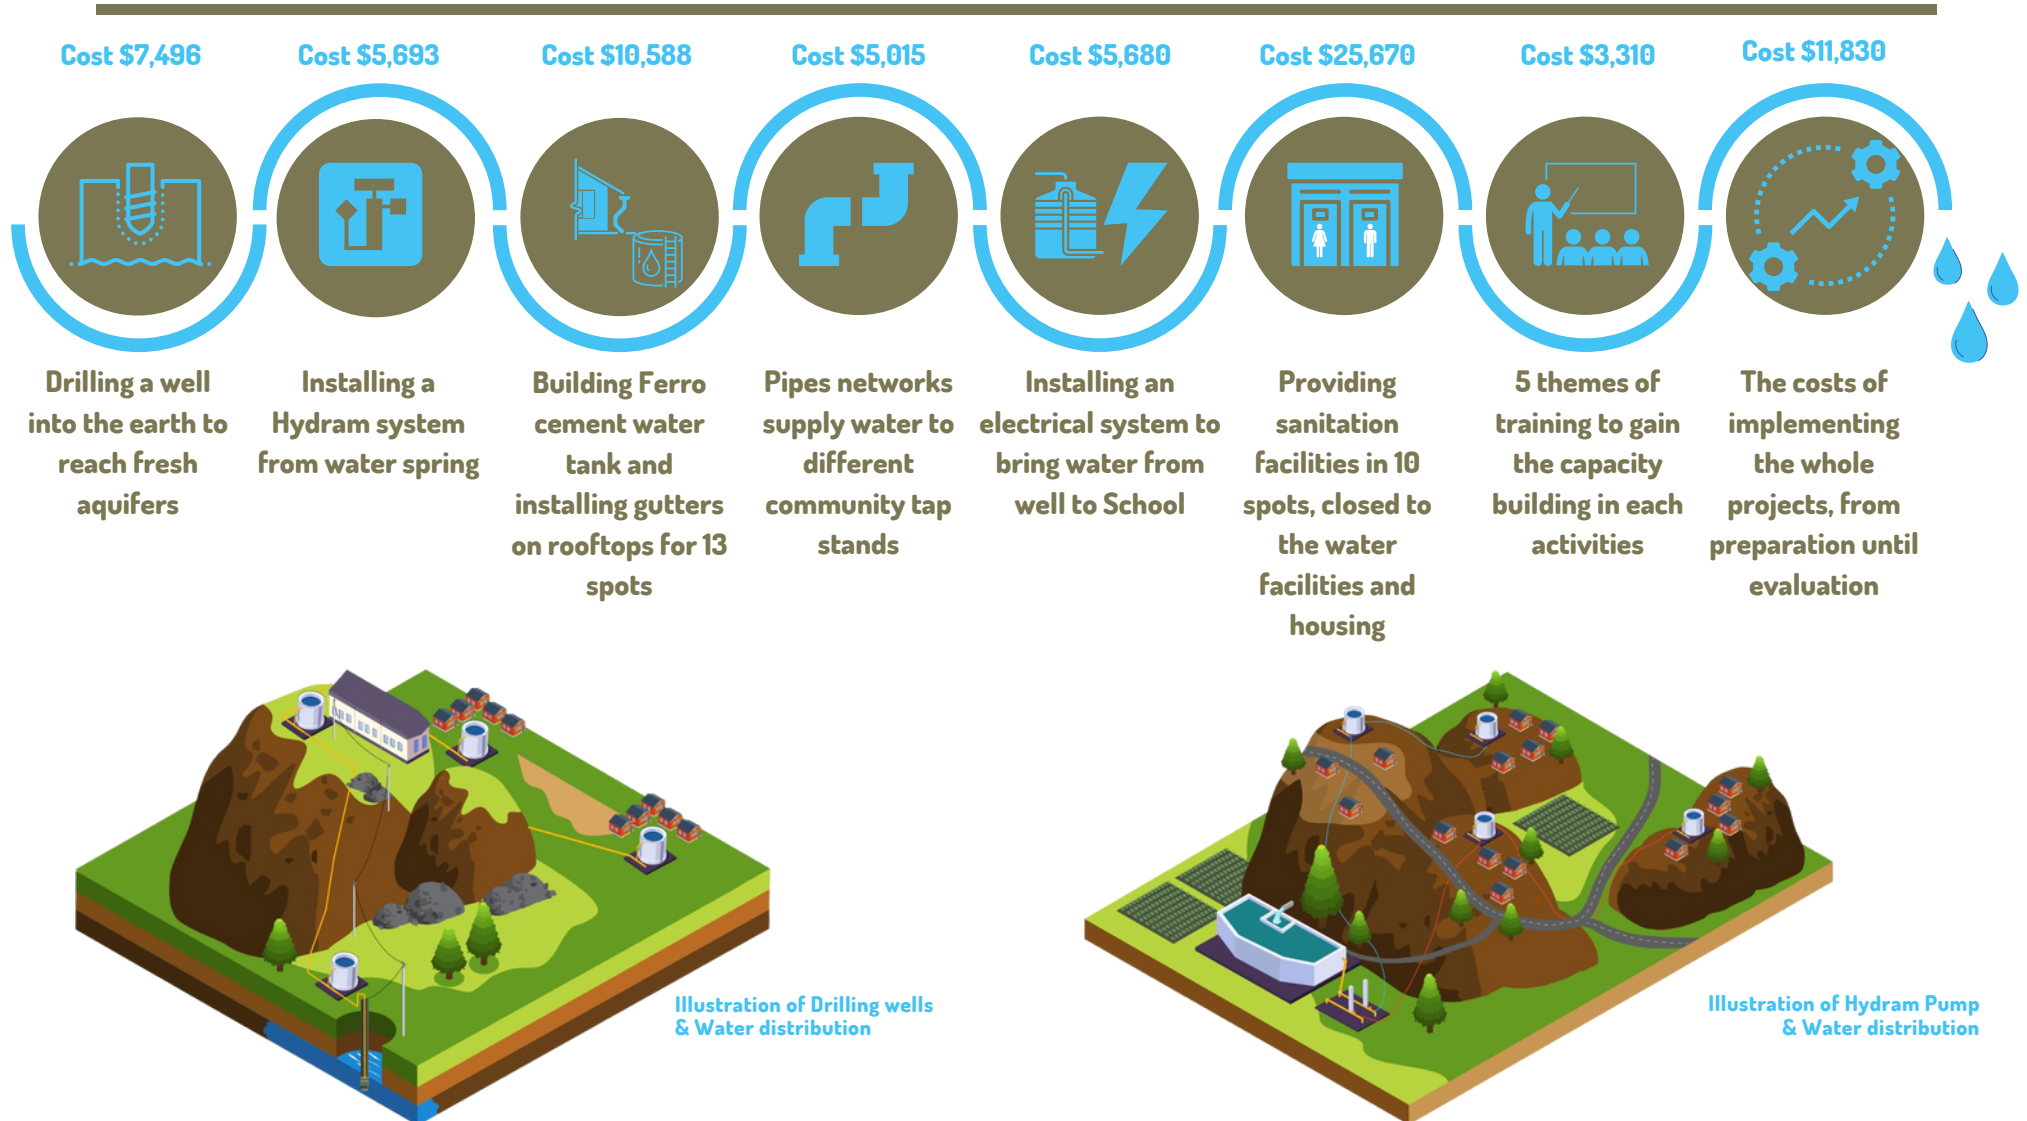 Cost $7,496
Cost $5,693
Cost $10,588
Cost $5,015
Cost $5,680
Cost $25,670
Cost $3,310
Cost $11,830
Drilling a well
into the earth to
reach fresh
aquifers
Installing a
Hydram system
from water spring
Building Ferro
cement water
tank and
installing gutters
on rooftops for 13
spots
Pipes networks
supply water to
different
community tap
stands
Installing an
electrical system to
bring water from
well to School
Providing
sanitation
facilities in 10
spots, closed to
the water
facilities and
housing
5 themes of
training to gain
the capacity
building in each
activities
The costs of
implementing
the whole
projects, from
preparation until
evaluation
Illustration of Drilling wells
& Water distribution
Illustration of Hydram Pump
& Water distribution